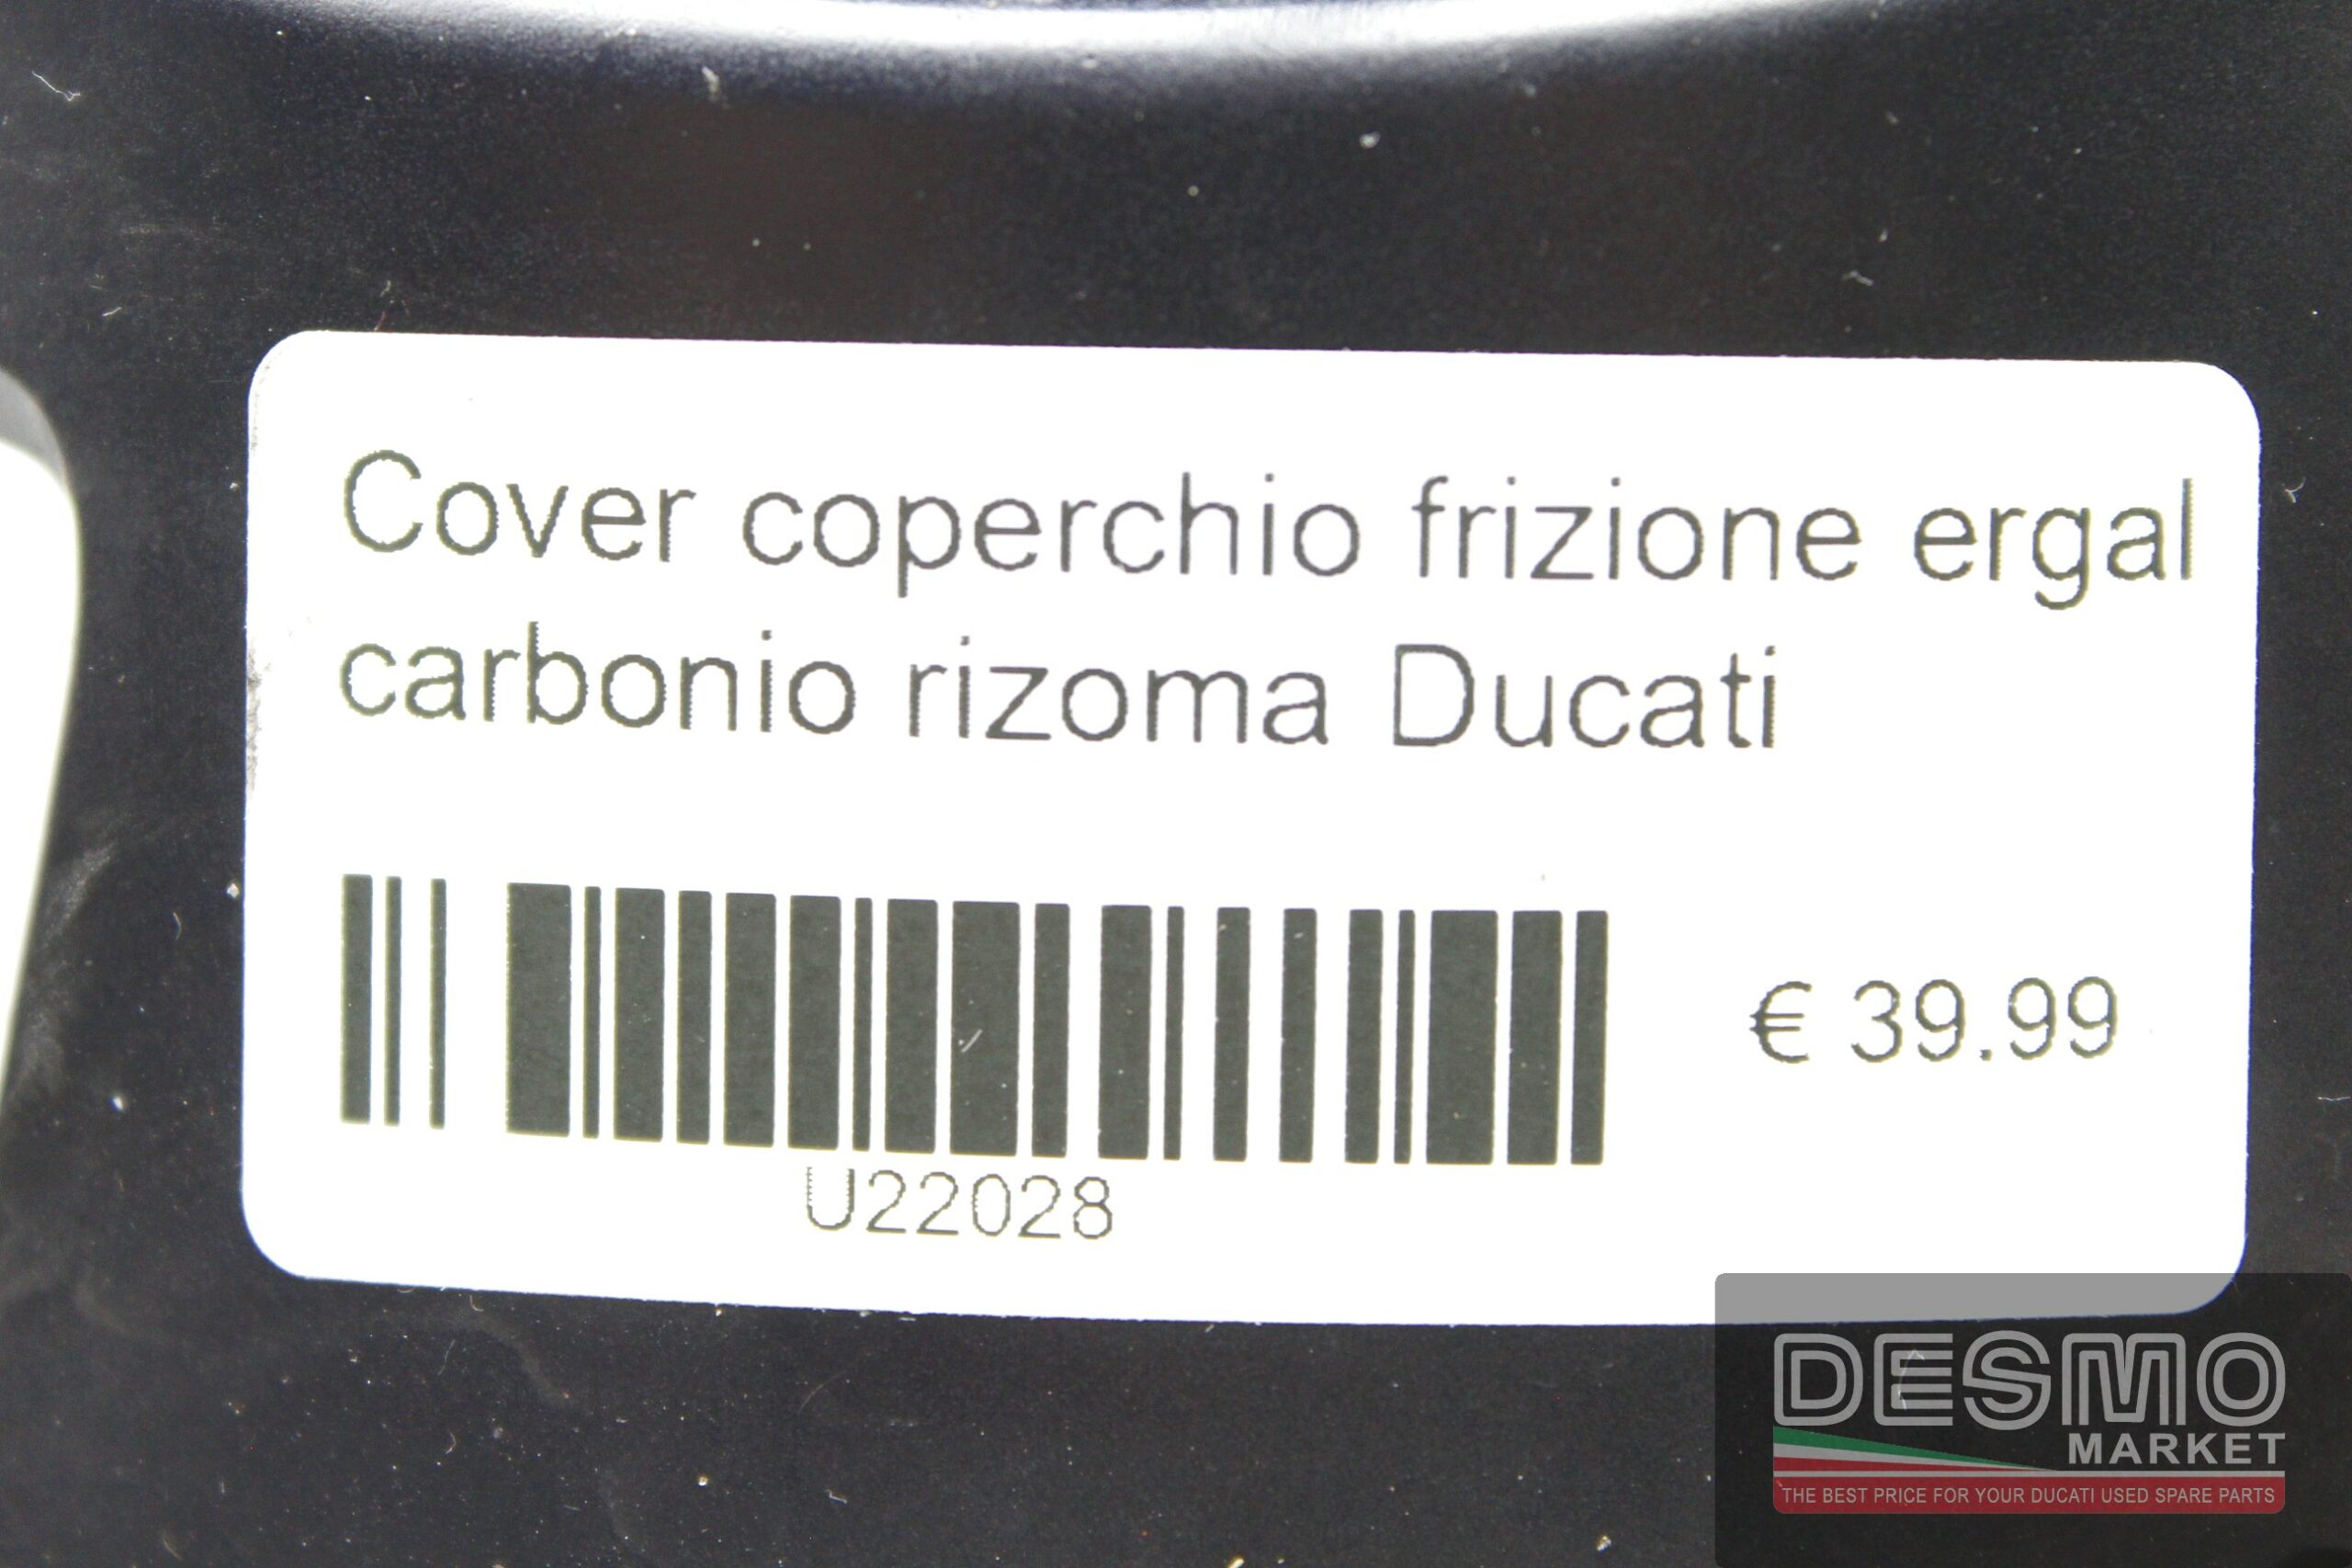 Cover coperchio frizione ergal
carbonio rizoma Ducati
€ 39.99
U22028
DESMO
MARKET
THE BEST PRICE FOR YOUR DUCATI USED SPARE PARTS